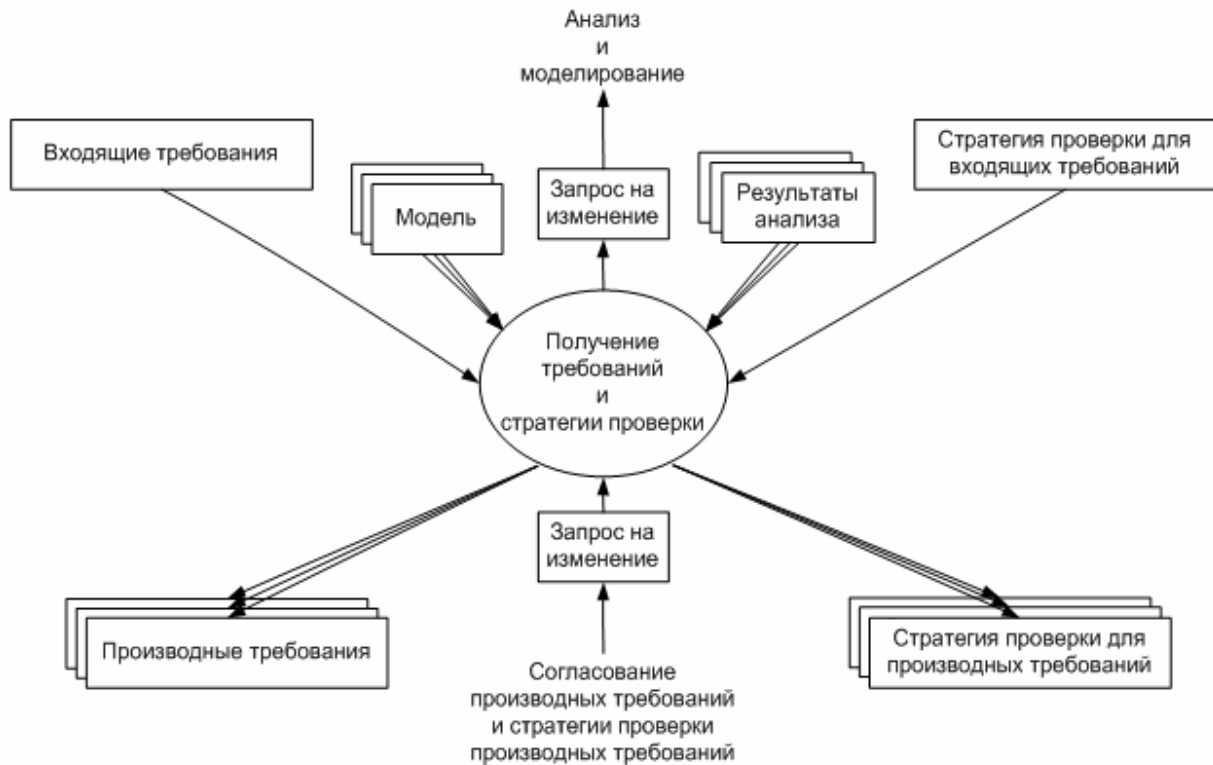 Анализ
и
моделирование
Входящие требования
Модель
Запрос на
изменение
Результаты
анализа
Стратегия проверки для
входящих требований
Получение
требований
и
стратегии проверки
Запрос на
изменение
Производные требования
Стратегия проверки для
производных требований
Согласование
производных требований
и стратегии проверки
производных требований